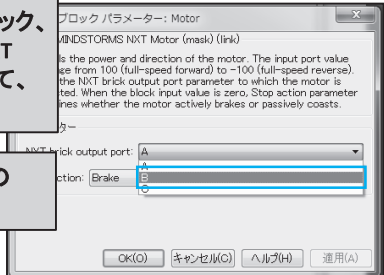 ック、
T
て、
の
ブロック パラメーター: Motor
MINDSTORMS NXT Motor (mask) (link)
ls the power and direction of the motor. The input port value
ge from 100 (full-speed forward) to -100 (full-speed reverse).
the NXT brick output port parameter to which the motor is
cted. When the block input value is zero, Stop action parameter
ines whether the motor actively brakes or passively coasts.
ター
NXT brick output port: A
A
B
C
ction: Brake
OK(O)
キャンセル(C)
ヘルプ(H)
適用(A)